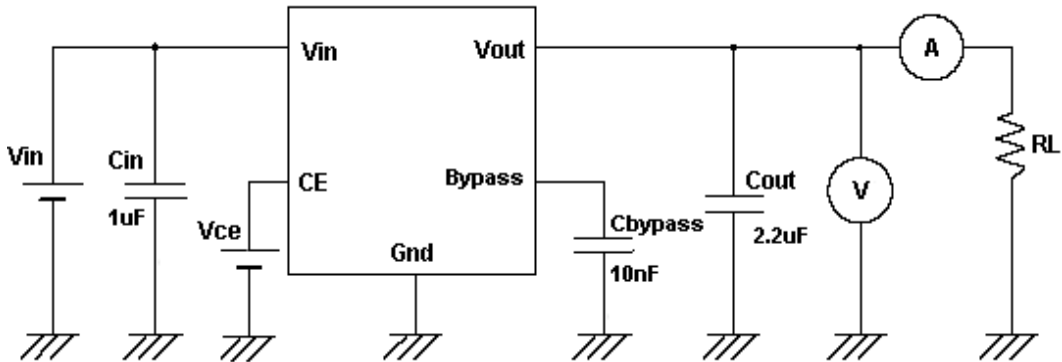 Vin
Vout
A
Vin
Cin
RL
1uF
CE
Bypass
Cout
V
Vce
Cbypass
2.2uF
Gnd
10nF